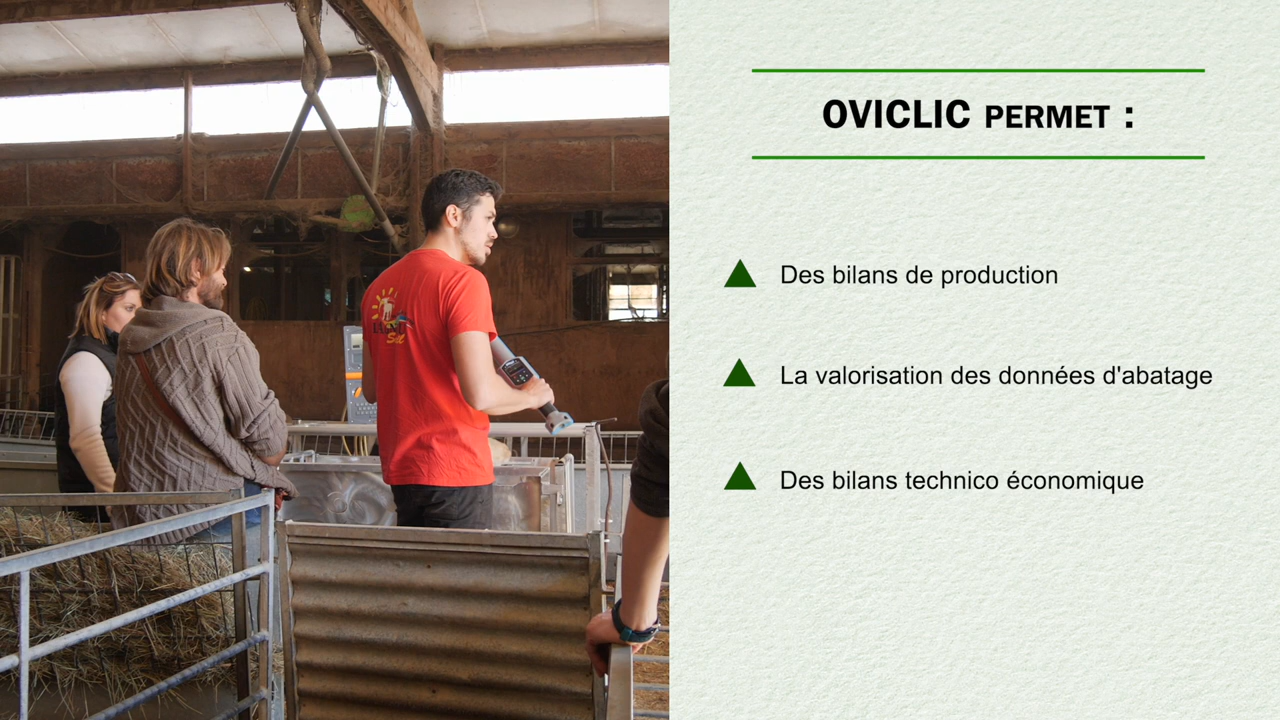 OVICLIC PERMET :
Des bilans de production
La valorisation des données d'abatage
Des bilans technico économique